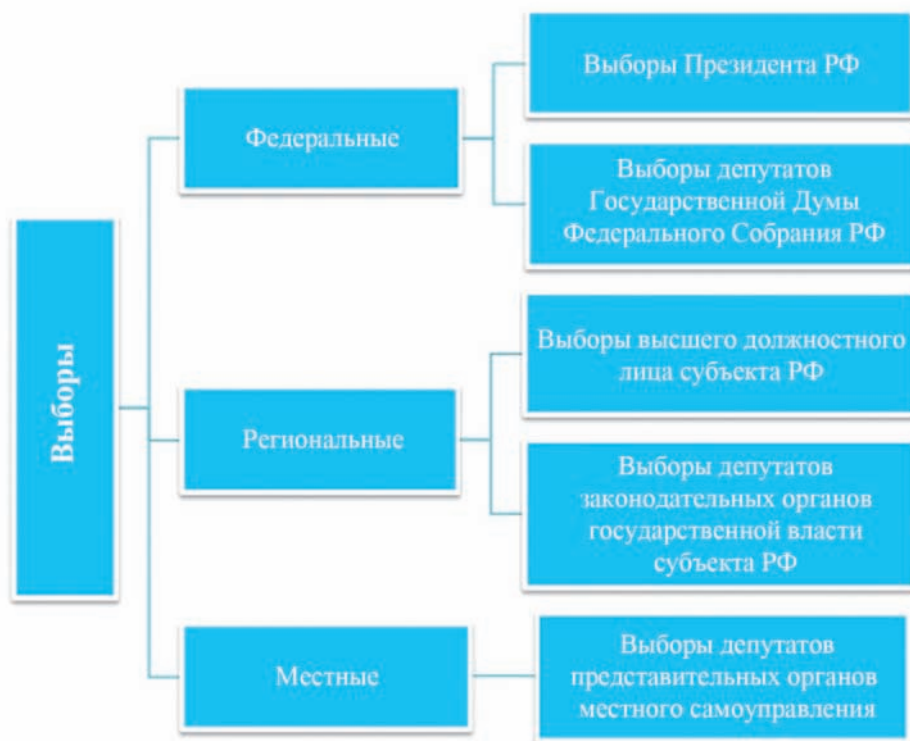 Выборы
Федеральные
Выборы Президента РФ
Выборы депутатов
Государственной Думы
Федерального Собрания РФ
Региональные
Выборы высшего должностного
лица субъекта РФ
Выборы депутатов
законодательных органов
государственной власти
субъекта РФ
Местные
Выборы депутатов
представительных органов
местного самоуправления